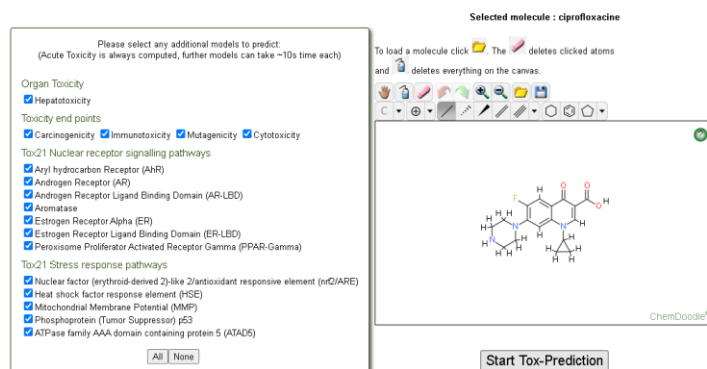 Selected molecule : ciprofloxacine
Please select any additional models to predict:
(Acute Toxicity is always computed, further models can take ~10s time each)
Organ Toxicity
Hepatotoxicity
Toxicity end points
Carcinogenicity Immunotoxicity Mutagenicity Cytotoxicity
Tox21 Nuclear receptor signalling pathways
Aryl hydrocarbon Receptor (AhR)
Androgen Receptor (AR)
Androgen Receptor Ligand Binding Domain (AR-LBD)
Aromatase
Estrogen Receptor Alpha (ER)
Estrogen Receptor Ligand Binding Domain (ER-LBD)
Peroxisome Proliferator Activated Receptor Gamma (PPAR-Gamma)
Tox21 Stress response pathways
Nuclear factor (erythroid-derived 2)-like 2/antioxidant responsive element (nrf2/ARE)
Heat shock factor response element (HSE)
Mitochondrial Membrane Potential (MMP)
Phosphoprotein (Tumor Suppressor) p53
ATPase family AAA domain containing protein 5 (ATAD5)
All None
To load a molecule click . The deletes clicked atoms
and deletes everything on the canvas.
C
H O O
F O H
H H
H N N H
N H H H
H H H H
H H
ChemDoodle
Start Tox-Prediction